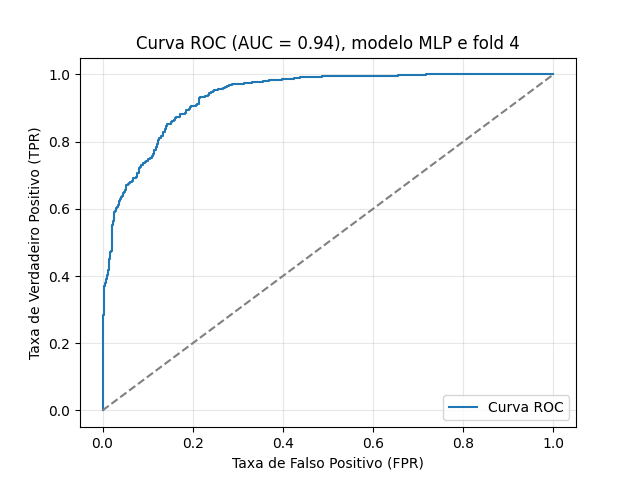 Curva ROC (AUC = 0.94), modelo MLP e fold 4
Taxa de Verdadeiro Positivo (TPR)
1.0
0.8
0.6
0.4
0.2
0.0
Curva ROC
0.0 0.2 0.4 0.6 0.8 1.0
Taxa de Falso Positivo (FPR)